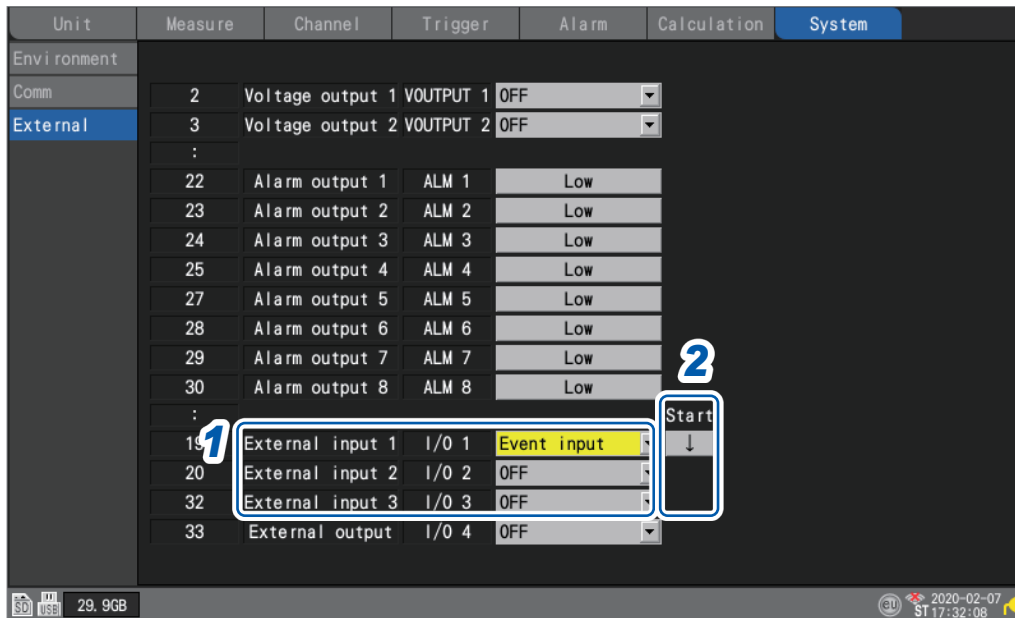 Unit Measure Channel Trigger Alarm Calculation System
Environment
Comm
External
2 Voltage output 1 VOUTPUT 1 OFF
3 Voltage output 2 VOUTPUT 2 OFF
:
22 Alarm output 1 ALM 1 Low
23 Alarm output 2 ALM 2 Low
24 Alarm output 3 ALM 3 Low
25 Alarm output 4 ALM 4 Low
27 Alarm output 5 ALM 5 Low
28 Alarm output 6 ALM 6 Low
29 Alarm output 7 ALM 7 Low
30 Alarm output 8 ALM 8 Low
2
: Start
1
19 External input 1 I/O 1 Event input ↓
20 External input 2 I/O 2 OFF
32 External input 3 I/O 3 OFF
33 External output I/O 4 OFF
SD USB 29.9GB EU ST 2020-02-07
17:32:08